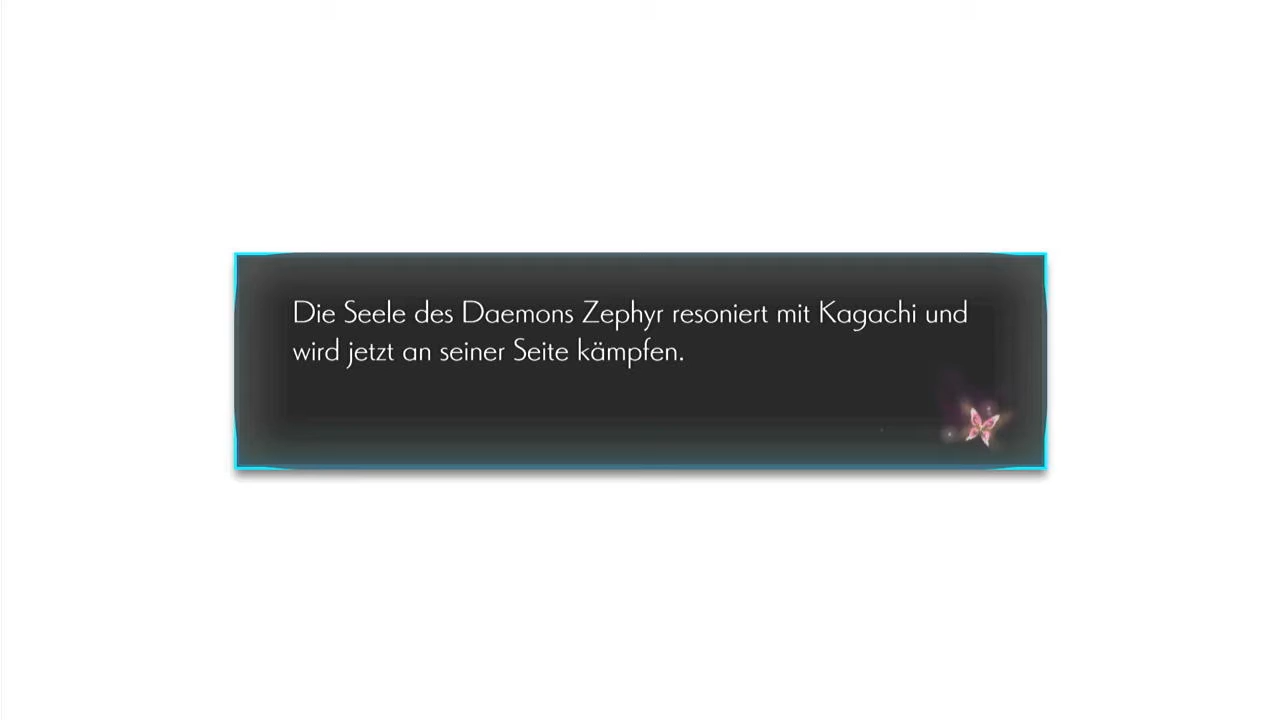 Die Seele des Daemons Zephyr resoniert mit Kagachi und
wird jetzt an seiner Seite kämpfen.